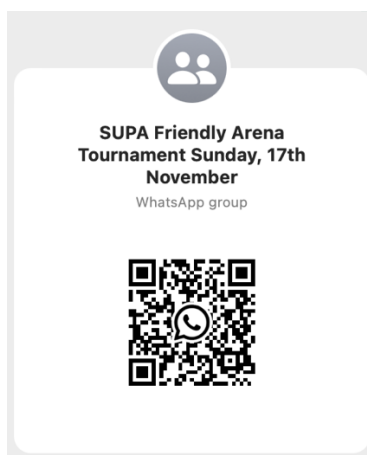 SUPA Friendly Arena
Tournament Sunday, 17th
November
WhatsApp group